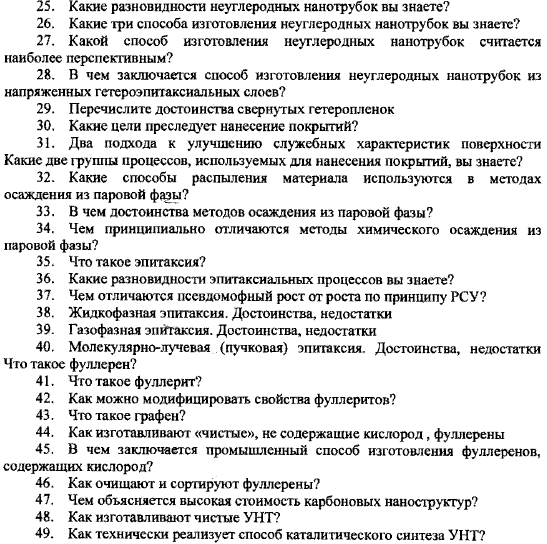 25. Какие разновидности неуглеродных нанотрубок вы знаете?
26. Какие три способа изготовления неуглеродных нанотрубок вы знаете?
27. Какой способ изготовления неуглеродных нанотрубок считается
наиболее перспективным?
28. В чем заключается способ изготовления неуглеродных нанотрубок из
напряженных гетероэпитаксиальных слоев?
29. Перечислите достоинства свернутых гетеропленок
30. Какие цели преследует нанесение покрытий?
31. Два подхода к улучшению служебных характеристик поверхности
Какие две группы процессов, используемых для нанесения покрытий, вы знаете?
32. Какие способы распыления материала используются в методах
осаждения из паровой фазы?
33. В чем достоинства методов осаждения из паровой фазы?
34. Чем принципиально отличаются методы химического осаждения из
паровой фазы?
35. Что такое эпитаксия?
36. Какие разновидности эпитаксиальных процессов вы знаете?
37. Чем отличаются псевдомофный рост от роста по принципу РСУ?
38. Жидкофазная эпитаксия. Достоинства, недостатки
39. Газофазная эпитаксия. Достоинства, недостатки
40. Молекулярно-лучевая (пучковая) эпитаксия. Достоинства, недостатки
Что такое фуллерен?
41. Что такое фуллерит?
42. Как можно модифицировать свойства фуллеритов?
43. Что такое графен?
44. Как изготавливают «чистые», не содержащие кислород , фуллерены
45. В чем заключается промышленный способ изготовления фуллеренов,
содержащих кислород?
46. Как очищают и сортируют фуллерены?
47. Чем объясняется высокая стоимость карбоновых наноструктур?
48. Как изготавливают чистые УНТ?
49. Как технически реализует способ каталитического синтеза УНТ?